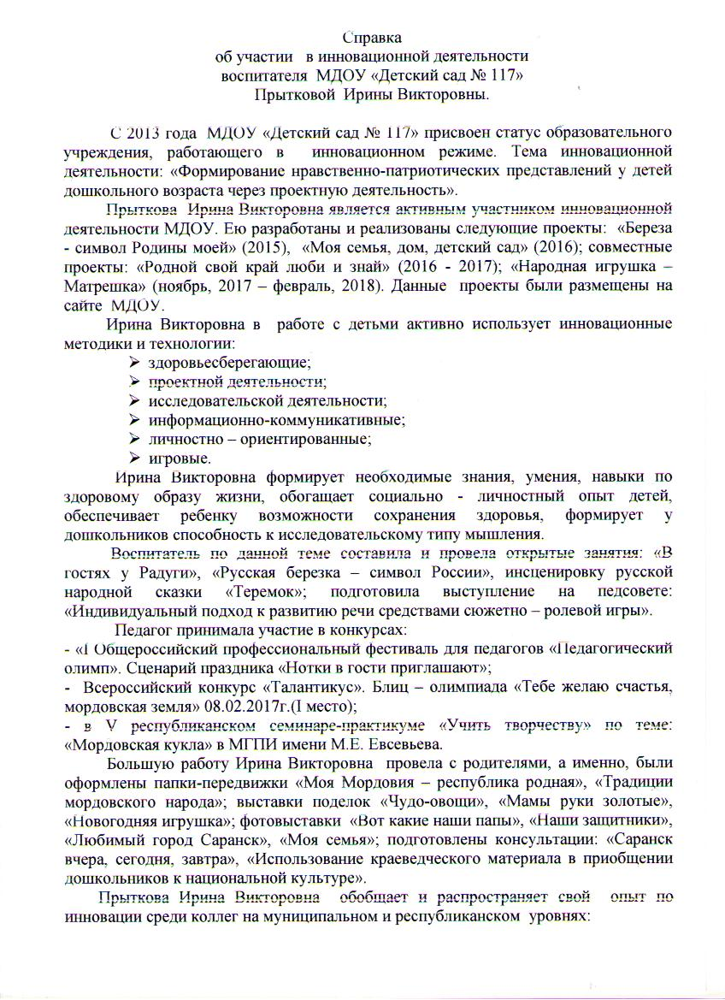 Справка
об участии в инновационной деятельности
воспитателя МДОУ «Детский сад № 117»
Прытковой Ирины Викторовны.
С 2013 года МДОУ «Детский сад № 117» присвоен статус образовательного
учреждения, работающего в инновационном режиме. Тема инновационной
деятельности: «Формирование нравственно-патриотических представлений у детей
дошкольного возраста через проектную деятельность».
Прыткова Ирина Викторовна является активным участником инновационной
деятельности МДОУ. Ею разработаны и реализованы следующие проекты: «Береза
- символ Родины моей» (2015), «Моя семья, дом, детский сад» (2016); совместные
проекты: «Родной свой край люби и знай» (2016 - 2017); «Народная игрушка –
Матрешка» (ноябрь, 2017 – февраль, 2018). Данные проекты были размещены на
сайте МДОУ.
Ирина Викторовна в работе с детьми активно использует инновационные
методики и технологии:
➢ здоровьесберегающие;
➢ проектной деятельности;
➢ исследовательской деятельности;
➢ информационно-коммуникативные;
➢ личностно – ориентированные;
➢ игровые.
Ирина Викторовна формирует необходимые знания, умения, навыки по
здоровому образу жизни, обогащает социально - личностный опыт детей,
обеспечивает ребенку возможности сохранения здоровья, формирует у
дошкольников способность к исследовательскому типу мышления.
Воспитатель по данной теме составила и провела открытые занятия: «В
гостях у Радуги», «Русская березка – символ России», инсценировку русской
народной сказки «Теремок»; подготовила выступление на педсовете:
«Индивидуальный подход к развитию речи средствами сюжетно – ролевой игры».
Педагог принимала участие в конкурсах:
- «I Общероссийский профессиональный фестиваль для педагогов «Педагогический
олимп». Сценарий праздника «Нотки в гости приглашают»;
- Всероссийский конкурс «Талантикус». Блиц – олимпиада «Тебе желаю счастья,
мордовская земля» 08.02.2017г.(I место);
- в V республиканском семинаре-практикуме «Учить творчеству» по теме:
«Мордовская кукла» в МГПИ имени М.Е. Евсевьева.
Большую работу Ирина Викторовна провела с родителями, а именно, были
оформлены папки-передвижки «Моя Мордовия – республика родная», «Традиции
мордовского народа»; выставки поделок «Чудо-овощи», «Мамы руки золотые»,
«Новогодняя игрушка»; фотовыставки «Вот какие наши папы», «Наши защитники»,
«Любимый город Саранск», «Моя семья»; подготовлены консультации: «Саранск
вчера, сегодня, завтра», «Использование краеведческого материала в приобщении
дошкольников к национальной культуре».
Прыткова Ирина Викторовна обобщает и распространяет свой опыт по
инновации среди коллег на муниципальном и республиканском уровнях: